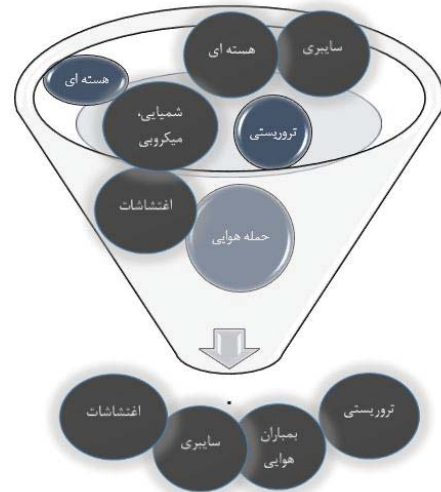 سایبری
هسته ای
هسته ای
شمیایی،
میکروبی
تروریستی
اغتشاشات
حمله هوایی
تروریستی
بمباران
هوایی
سایبری
اغتشاشات